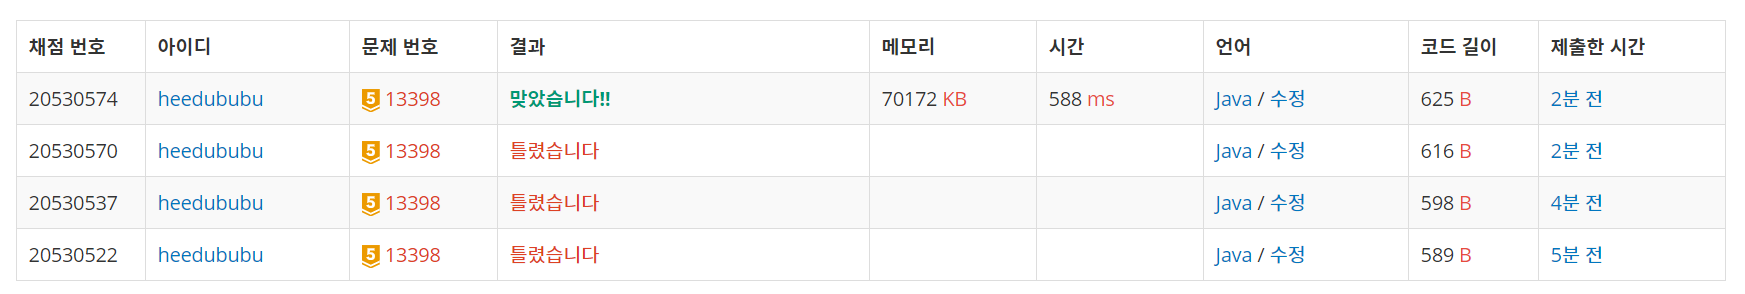 채점 번호 아이디 문제 번호 결과 메모리 시간 언어 코드 길이 제출한 시간
20530574 heedububu 5 13398 맞았습니다!! 70172 KB 588 ms Java / 수정 625 B 2분 전
20530570 heedububu 5 13398 틀렸습니다 Java / 수정 616 B 2분 전
20530537 heedububu 5 13398 틀렸습니다 Java / 수정 598 B 4분 전
20530522 heedububu 5 13398 틀렸습니다 Java / 수정 589 B 5분 전